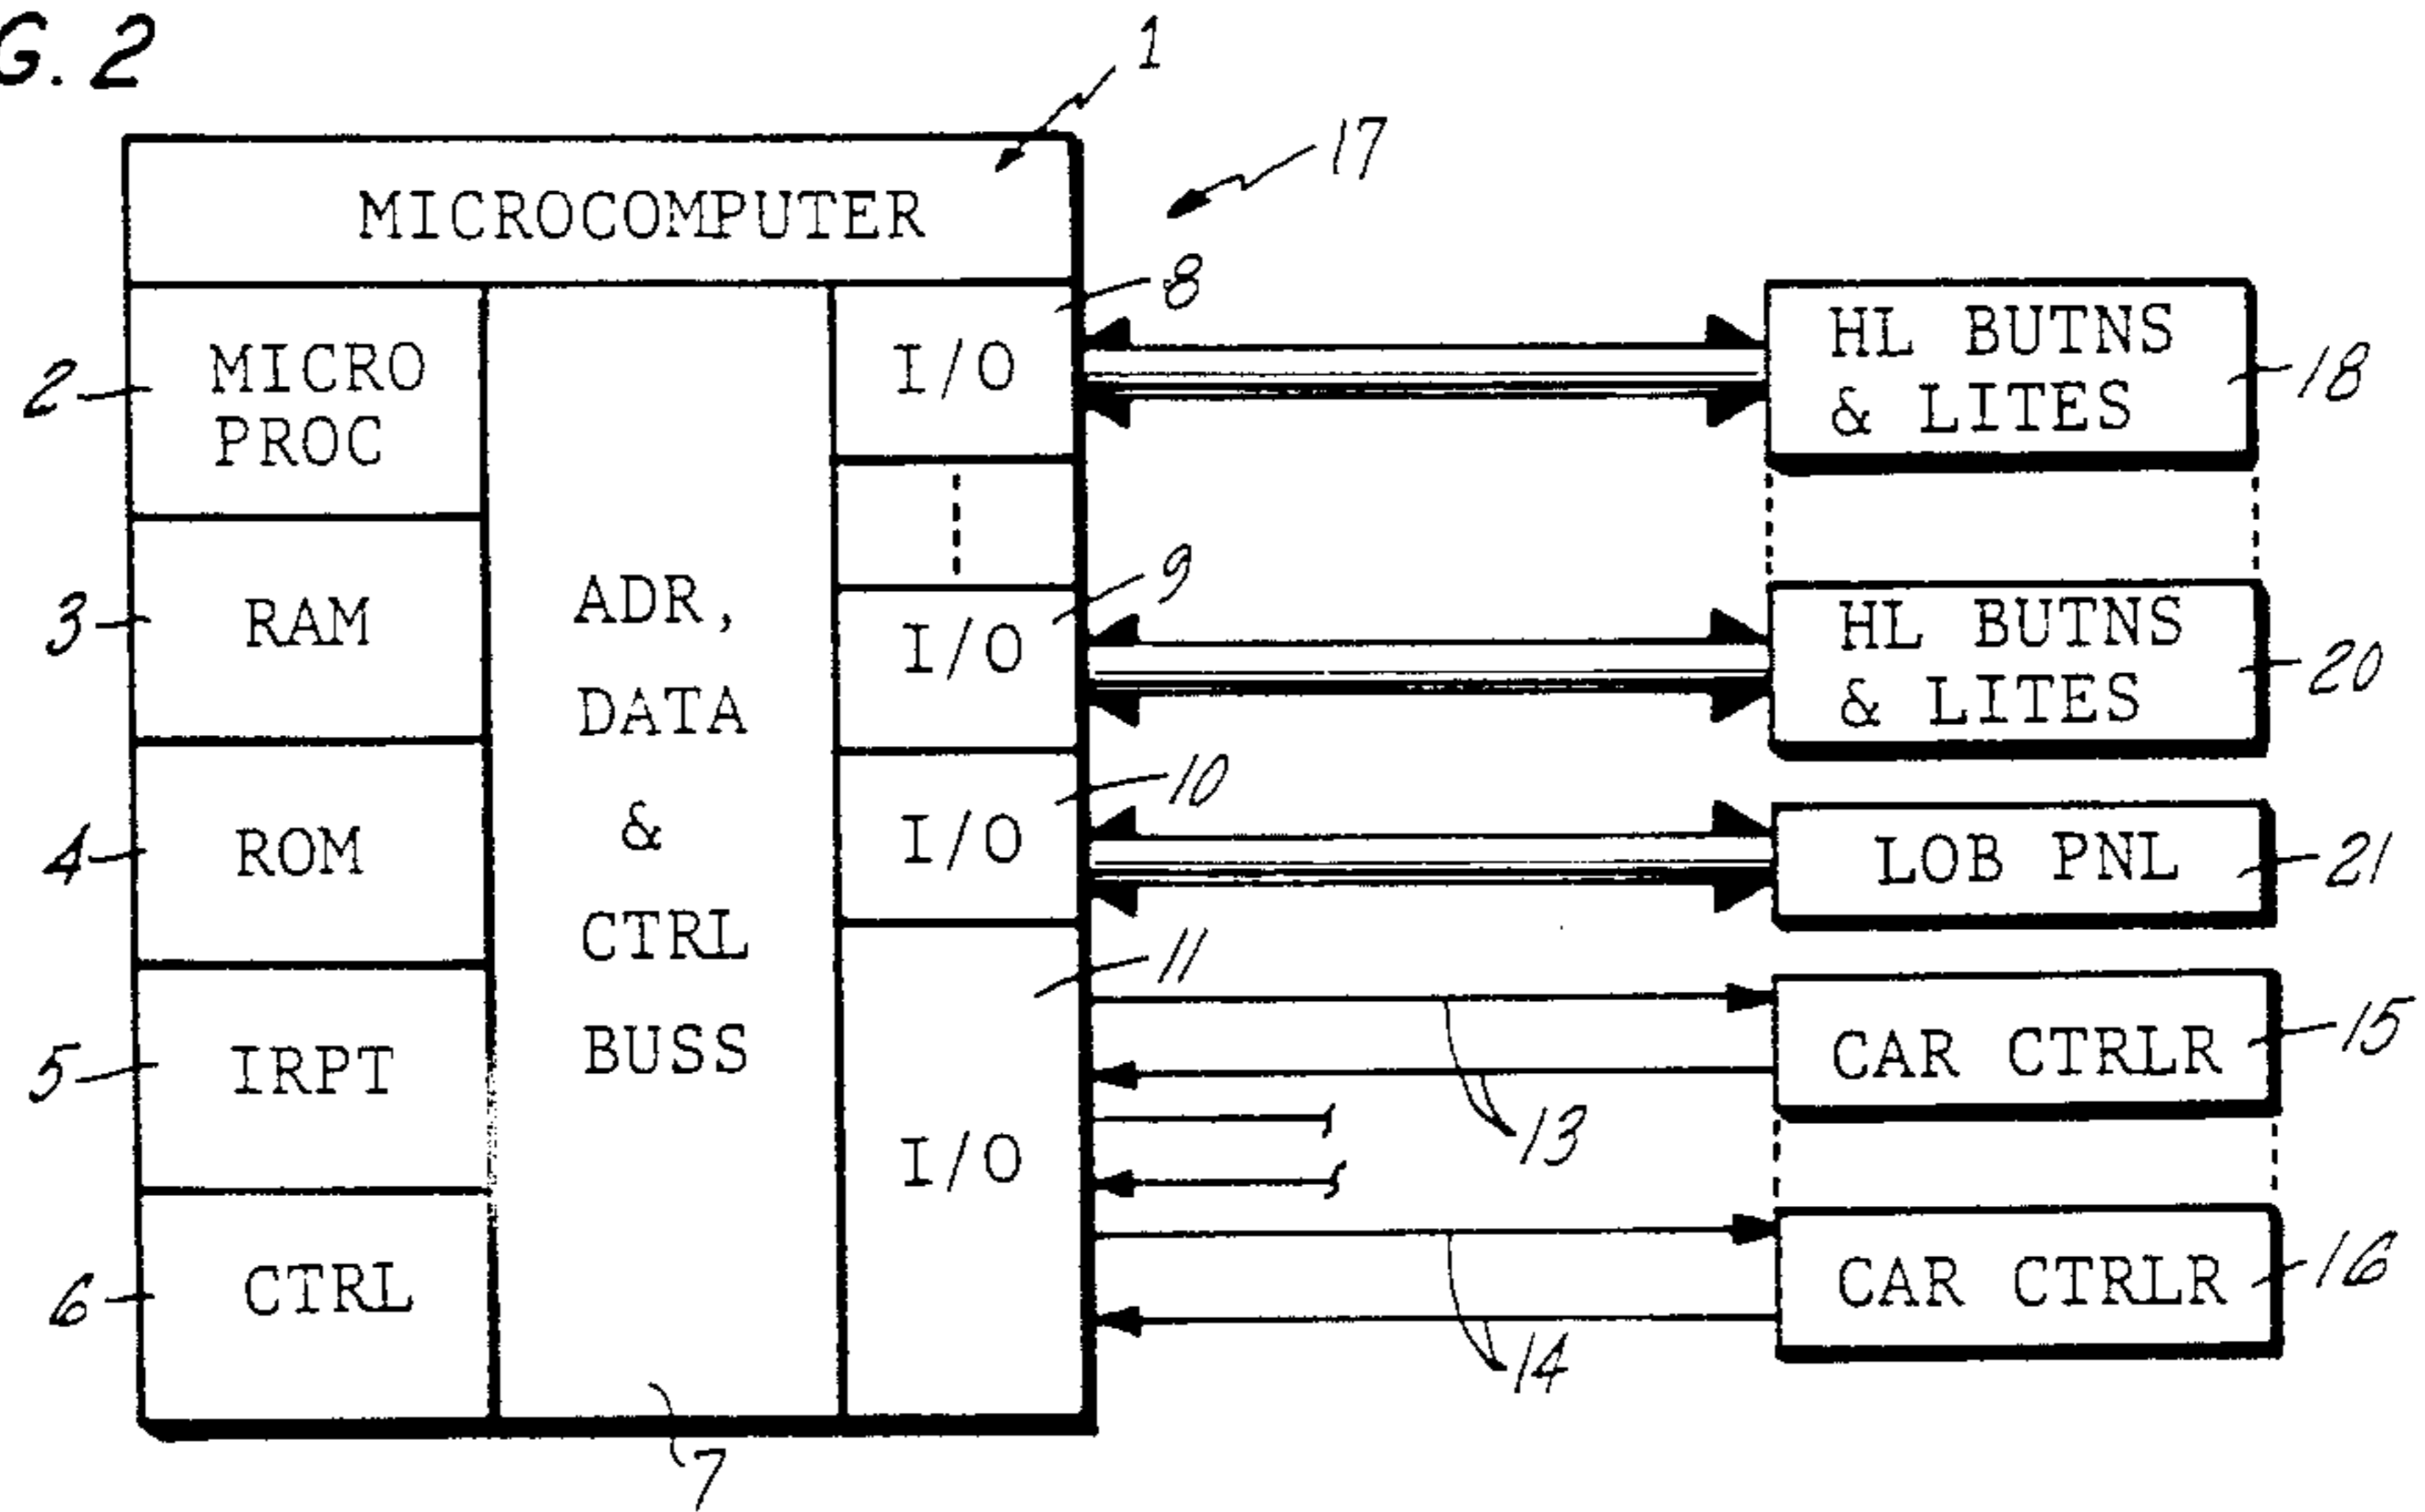 G. 2
1
17
MICROCOMPUTER
8
I/O
HL BUTNS
& LITES
18
2
MICRO
PROC
9
I/O
HL BUTNS
& LITES
20
3
RAM
ADR,
DATA
&
CTRL
BUSS
10
I/O
LOB PNL
21
4
ROM
11
I/O
13
CAR CTRLR
15
5
IRPT
14
CAR CTRLR
16
6
CTRL
7